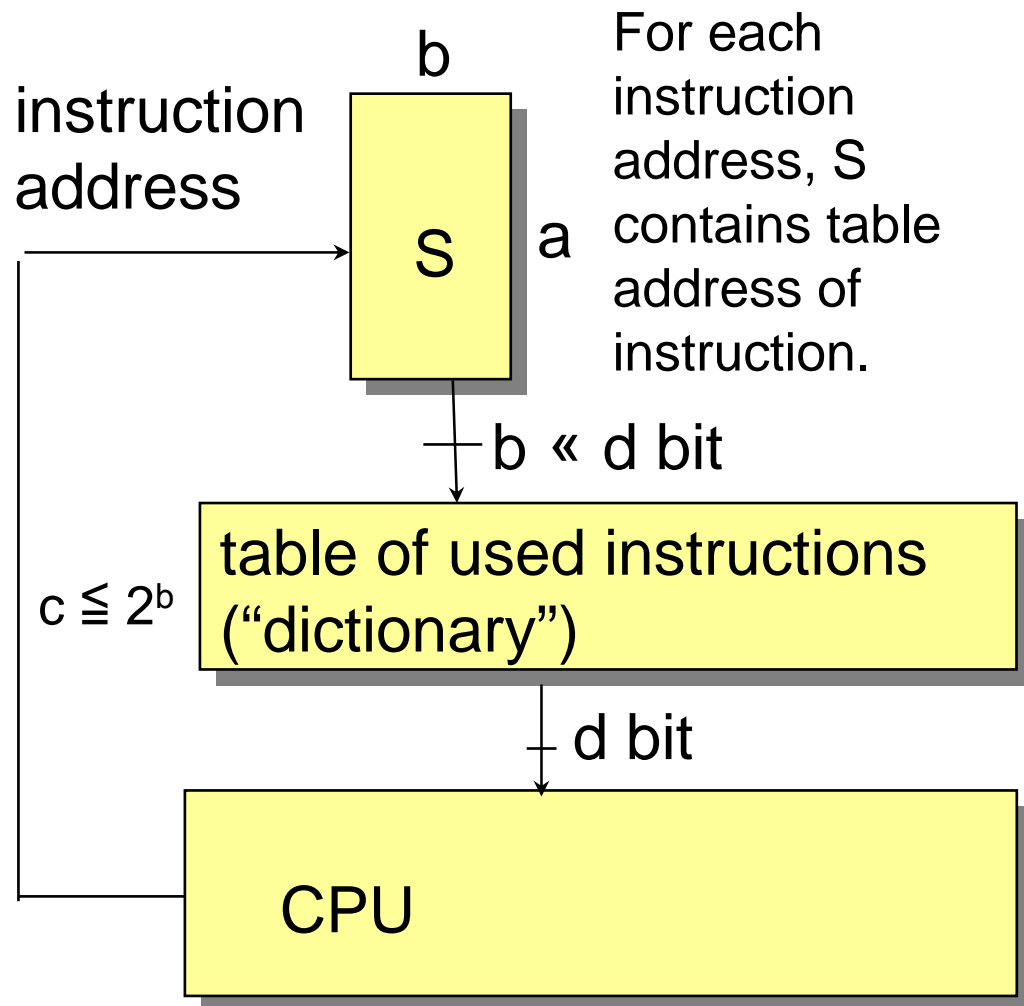 b
instruction
address
S
a
For each
instruction
address, S
contains table
address of
instruction.
b « d bit
table of used instructions
(“dictionary”)
c ≦ 2ᵇ
d bit
CPU